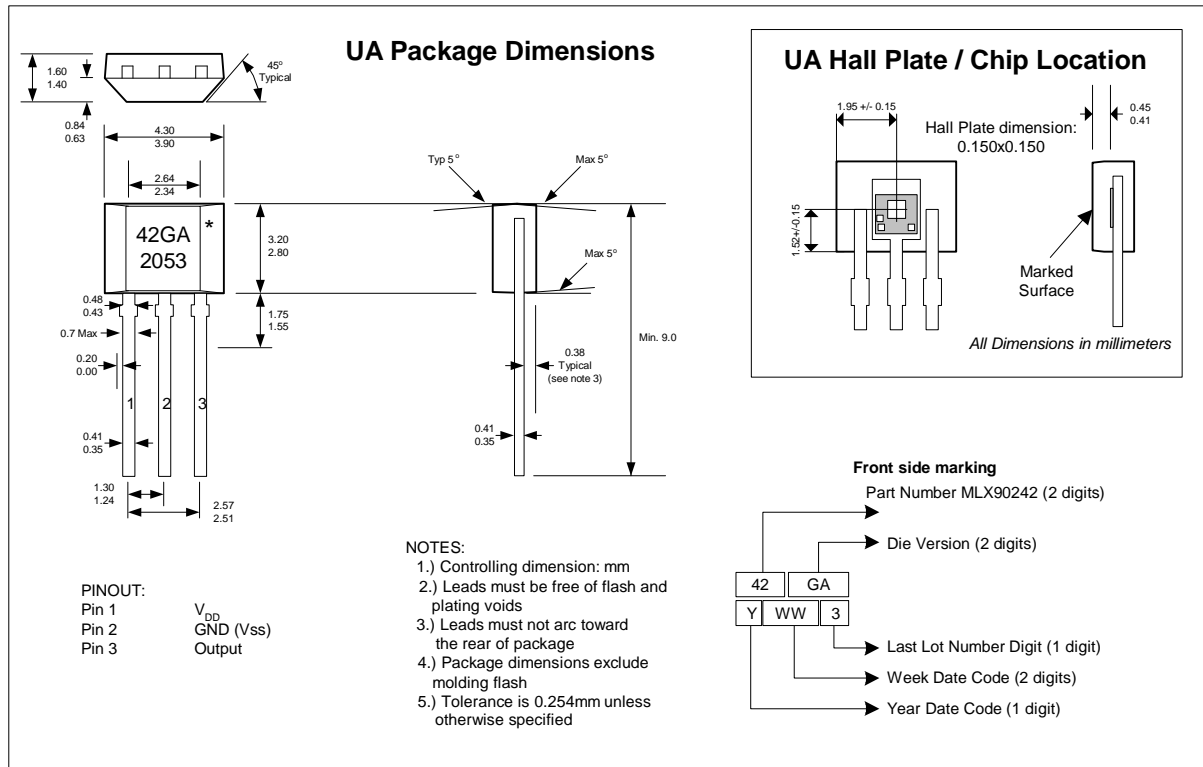 UA Package Dimensions
1.60
1.40
45°
Typical
0.84
0.63
4.30
3.90
2.64
2.34
42GA
*
2053
3.20
2.80
0.48
0.43
1.75
1.55
0.7 Max
0.20
0.00
1
2
3
0.41
0.35
1.30
1.24
2.57
2.51
Typ 5°
Max 5°
Max 5°
Min. 9.0
0.38
Typical
(see note 3)
0.41
0.35
UA Hall Plate / Chip Location
1.95 +/- 0.15
Hall Plate dimension:
0.150x0.150
0.45
0.41
1.52+/-0.15
Marked
Surface
All Dimensions in millimeters
PINOUT:
Pin 1 VDD
Pin 2 GND (Vss)
Pin 3 Output
NOTES:
1.) Controlling dimension: mm
2.) Leads must be free of flash and
plating voids
3.) Leads must not arc toward
the rear of package
4.) Package dimensions exclude
molding flash
5.) Tolerance is 0.254mm unless
otherwise specified
Front side marking
Part Number MLX90242 (2 digits)
Die Version (2 digits)
42 GA
Y WW 3
Last Lot Number Digit (1 digit)
Week Date Code (2 digits)
Year Date Code (1 digit)